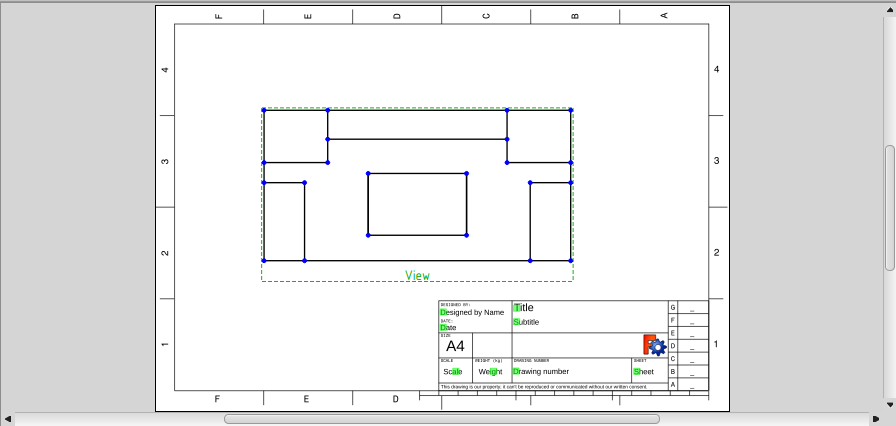 F E D C B A
4 4
3 3
2 2
1 1
View
DESIGNED BY:
Designed by Name
DATE:
Date
Title
Subtitle
SIZE
A4
SCALE
Scale
WEIGHT (kg)
Weight
DRAWING NUMBER
Drawing number
SHEET
Sheet
This drawing is our property; it can't be reproduced or communicated without our written consent.
G _
F _
E _
D _
C _
B _
A _
F E D